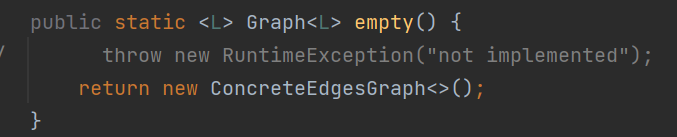 public static <L> Graph<L> empty() {
/ throw new RuntimeException("not implemented");
return new ConcreteEdgesGraph<>();
}